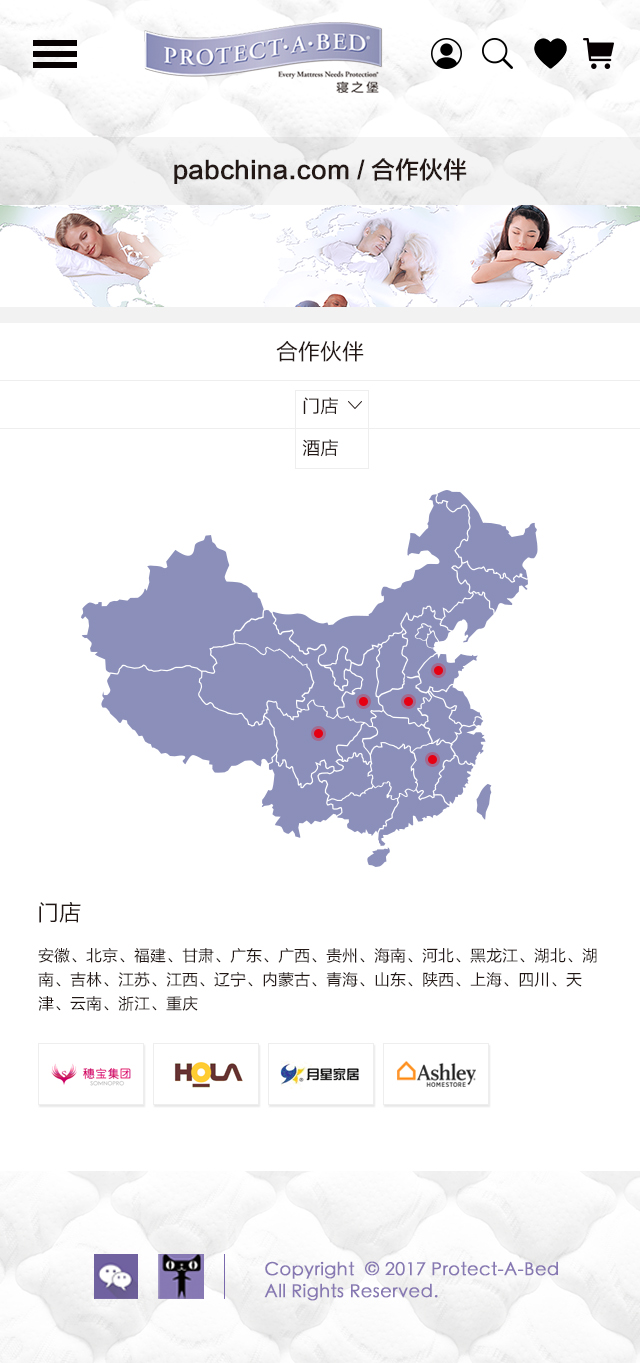 PROTECT·A·BED®
Every Mattress Needs Protection®
寝之堡
pabchina.com / 合作伙伴
合作伙伴
门店
酒店
门店
安徽、北京、福建、甘肃、广东、广西、贵州、海南、河北、黑龙江、湖北、湖
南、吉林、江苏、江西、辽宁、内蒙古、青海、山东、陕西、上海、四川、天
津、云南、浙江、重庆
穗宝集团
SOMNOPRO
HOLA
月星家居
Ashley
HOMESTORE
Copyright © 2017 Protect-A-Bed
All Rights Reserved.